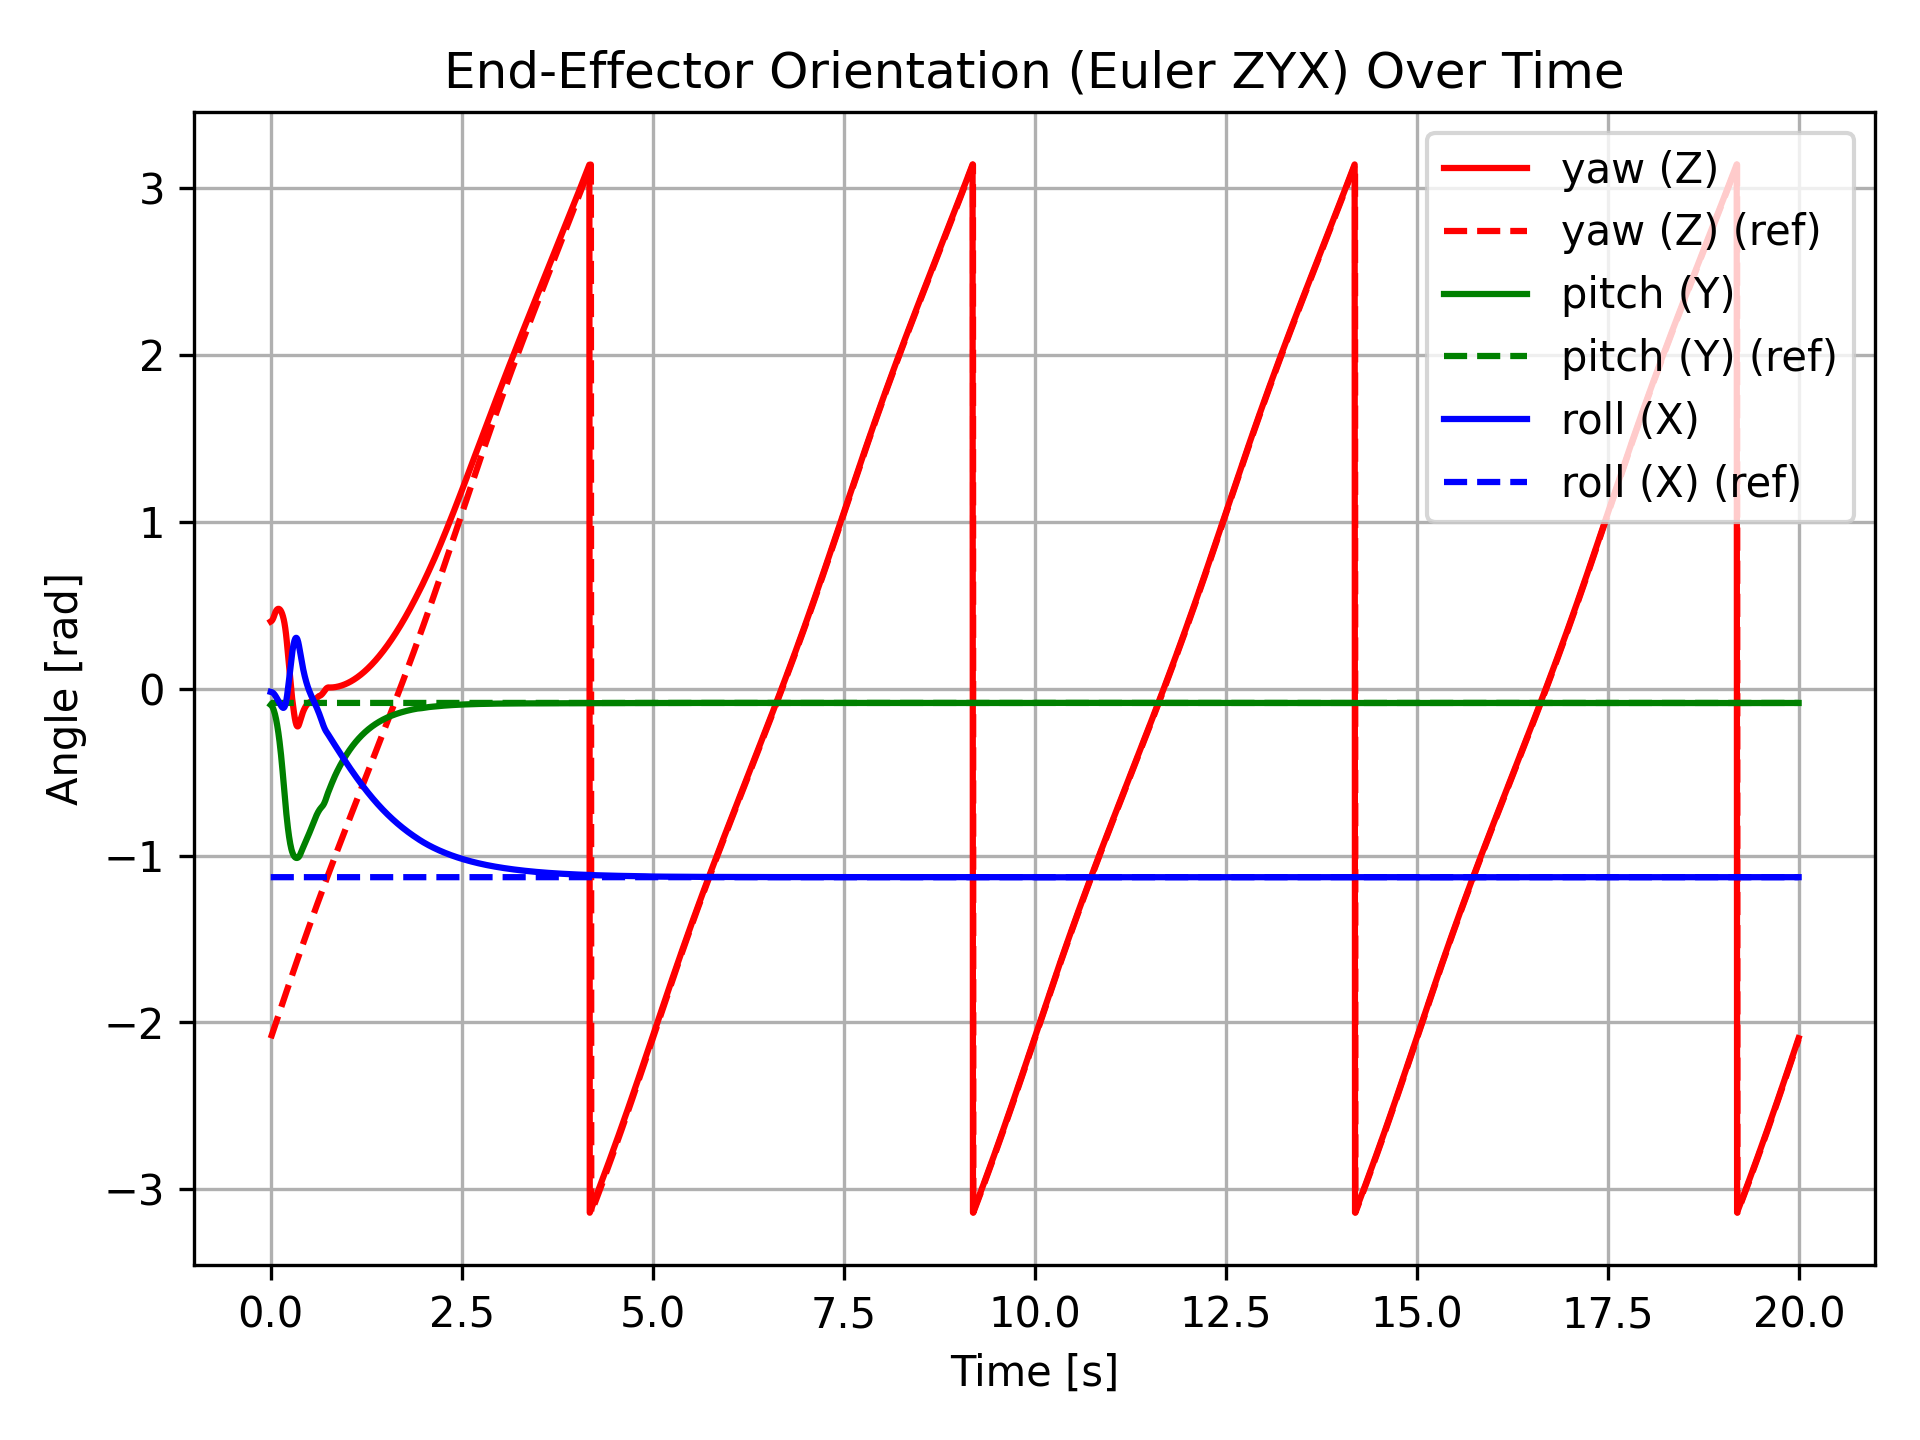 End-Effector Orientation (Euler ZYX) Over Time
3
2
1
0
−1
−2
−3
Angle [rad]
yaw (Z)
yaw (Z) (ref)
pitch (Y)
pitch (Y) (ref)
roll (X)
roll (X) (ref)
0.0 2.5 5.0 7.5 10.0 12.5 15.0 17.5 20.0
Time [s]